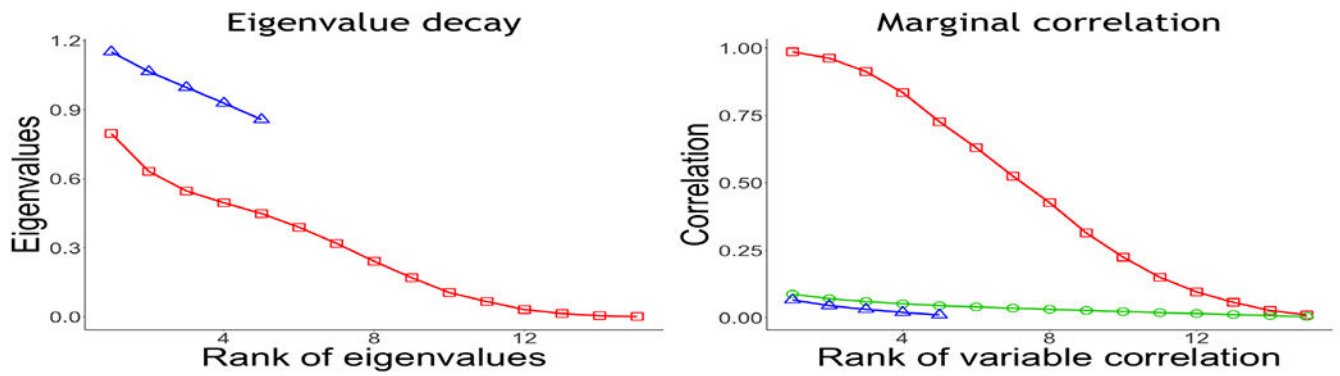 Eigenvalue decay
1.2
0.9
0.6
0.3
0.0
Eigenvalues
4 8 12
Rank of eigenvalues
Marginal correlation
1.00
0.75
0.50
0.25
0.00
Correlation
4 8 12
Rank of variable correlation